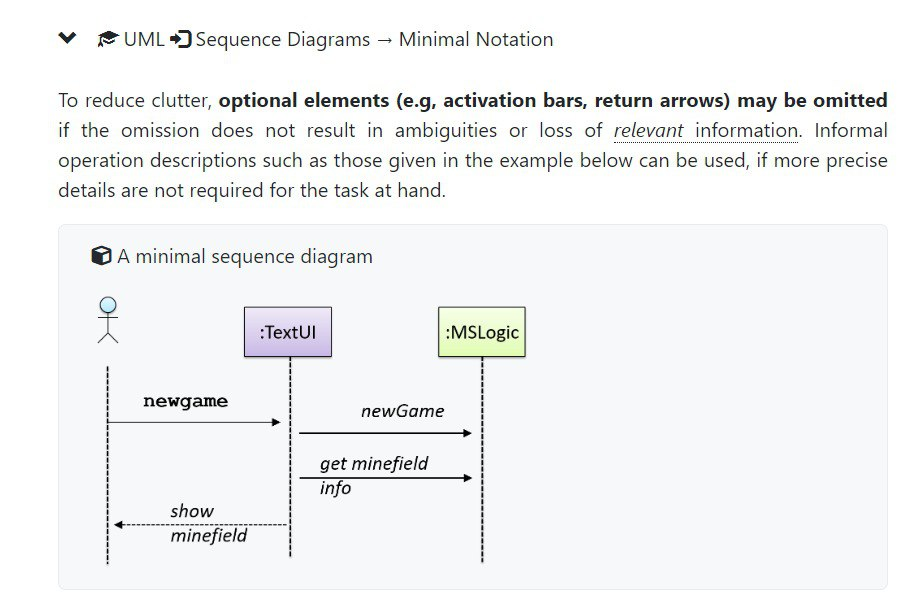 UML Sequence Diagrams → Minimal Notation
To reduce clutter, optional elements (e.g, activation bars, return arrows) may be omitted
if the omission does not result in ambiguities or loss of relevant information. Informal
operation descriptions such as those given in the example below can be used, if more precise
details are not required for the task at hand.
A minimal sequence diagram
:TextUI
:MSLogic
newgame
newGame
get minefield
info
show
minefield